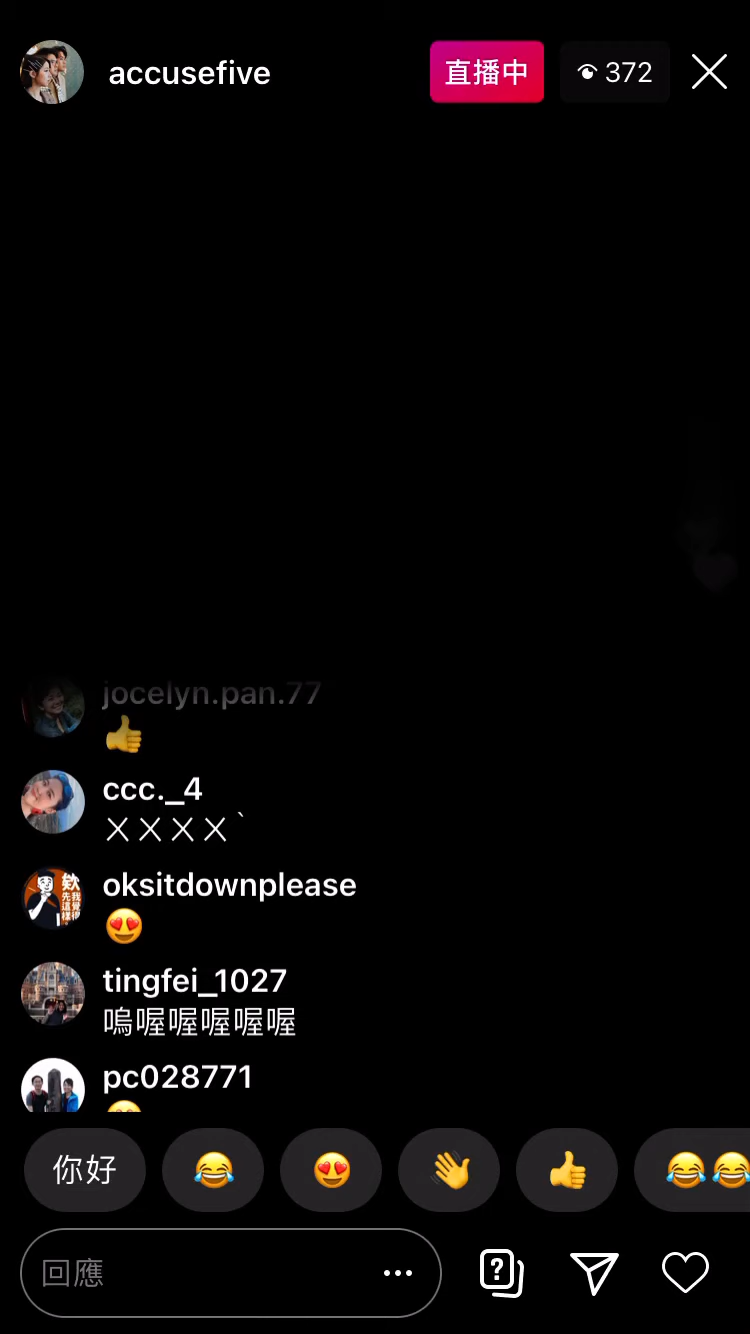 accusefive
直播中
372
jocelyn.pan.77
👍
ccc._4
ㄨㄨㄨㄨˋ
oksitdownplease
😍
tingfei_1027
嗚喔喔喔喔喔
pc028771
你好 😂 😍 👋 👍 😂😂
回應